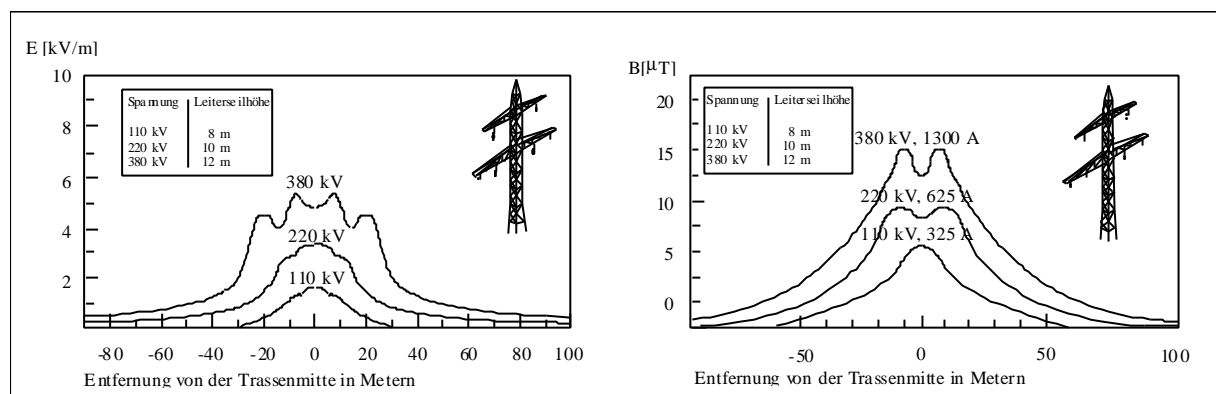 E [kV/m]
10
8
6
4
2
Spannung Leiterseilhöhe
110 kV 8 m
220 kV 10 m
380 kV 12 m
380 kV
220 kV
110 kV
-80 -40 -20 0 20 40 60 80 100
Entfernung von der Trassenmitte in Metern
B[µT]
20
15
10
5
0
Spannung Leiterseilhöhe
110 kV 8 m
220 kV 10 m
380 kV 12 m
380 kV, 1300 A
220 kV, 625 A
110 kV, 325 A
-50 0 50 100
Entfernung von der Trassenmitte in Metern